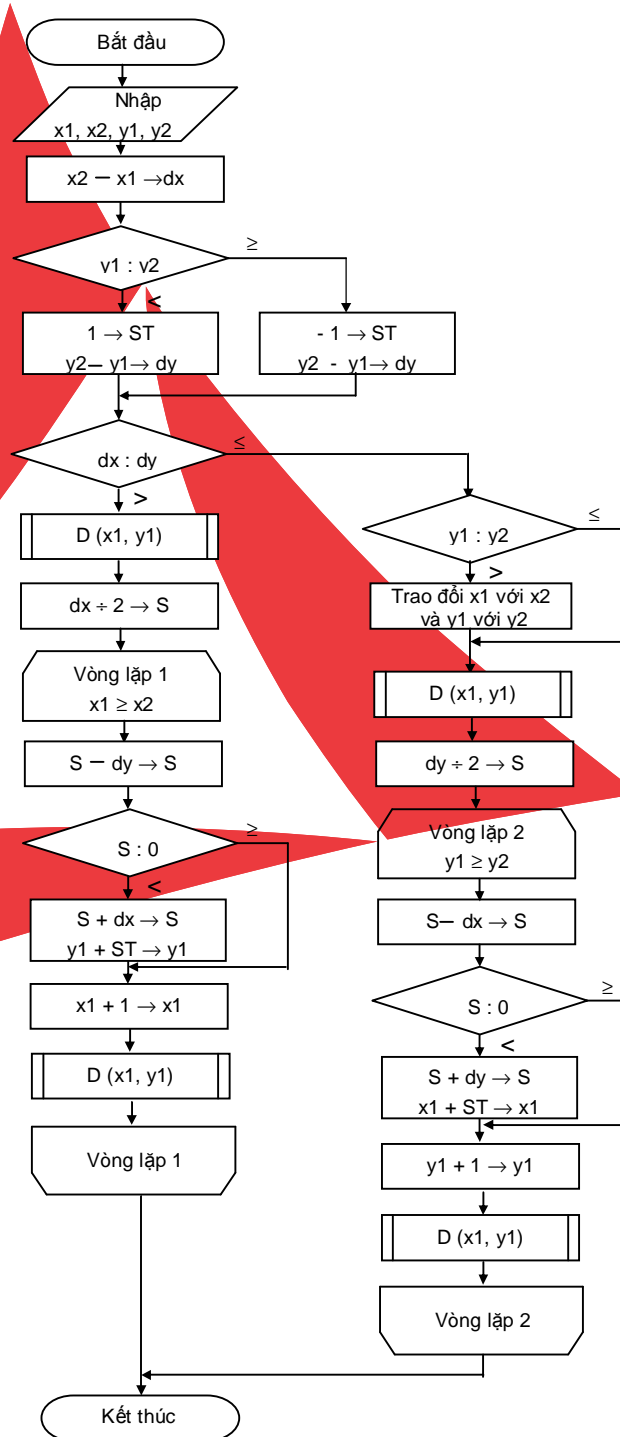 Bắt đầu
Nhập
x1, x2, y1, y2
x2 − x1 →dx
y1 : y2
≥
<
1 → ST
y2− y1→ dy
- 1 → ST
y2 - y1→ dy
dx : dy
≤
>
D (x1, y1)
dx ÷ 2 → S
Vòng lặp 1
x1 ≥ x2
S − dy → S
S : 0
≥
<
S + dx → S
y1 + ST → y1
x1 + 1 → x1
D (x1, y1)
Vòng lặp 1
y1 : y2
≤
>
Trao đổi x1 với x2
và y1 với y2
D (x1, y1)
dy ÷ 2 → S
Vòng lặp 2
y1 ≥ y2
S− dx → S
S : 0
≥
<
S + dy → S
x1 + ST → x1
y1 + 1 → y1
D (x1, y1)
Vòng lặp 2
Kết thúc